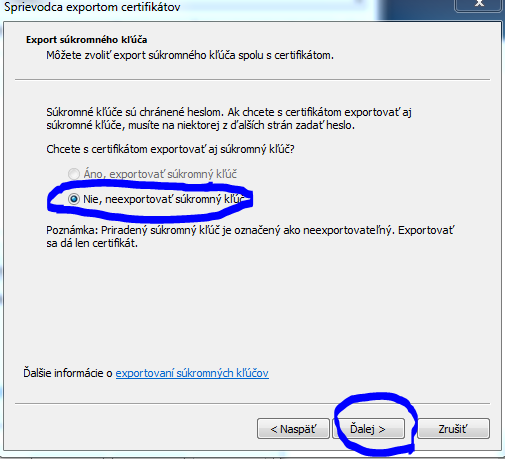 Sprievodca exportom certifikátov
x
Export súkromného kľúča
Môžete zvoliť export súkromného kľúča spolu s certifikátom.
Súkromné kľúče sú chránené heslom. Ak chcete s certifikátom exportovať aj
súkromné kľúče, musíte na niektorej z ďalších strán zadať heslo.
Chcete s certifikátom exportovať aj súkromný kľúč?
Áno, exportovať súkromný kľúč
Nie, neexportovať súkromný kľúč
Poznámka: Priradený súkromný kľúč je označený ako neexportovateľný. Exportovať
sa dá len certifikát.
Ďalšie informácie o exportovaní súkromných kľúčov
< Naspäť
Ďalej >
Zrušiť